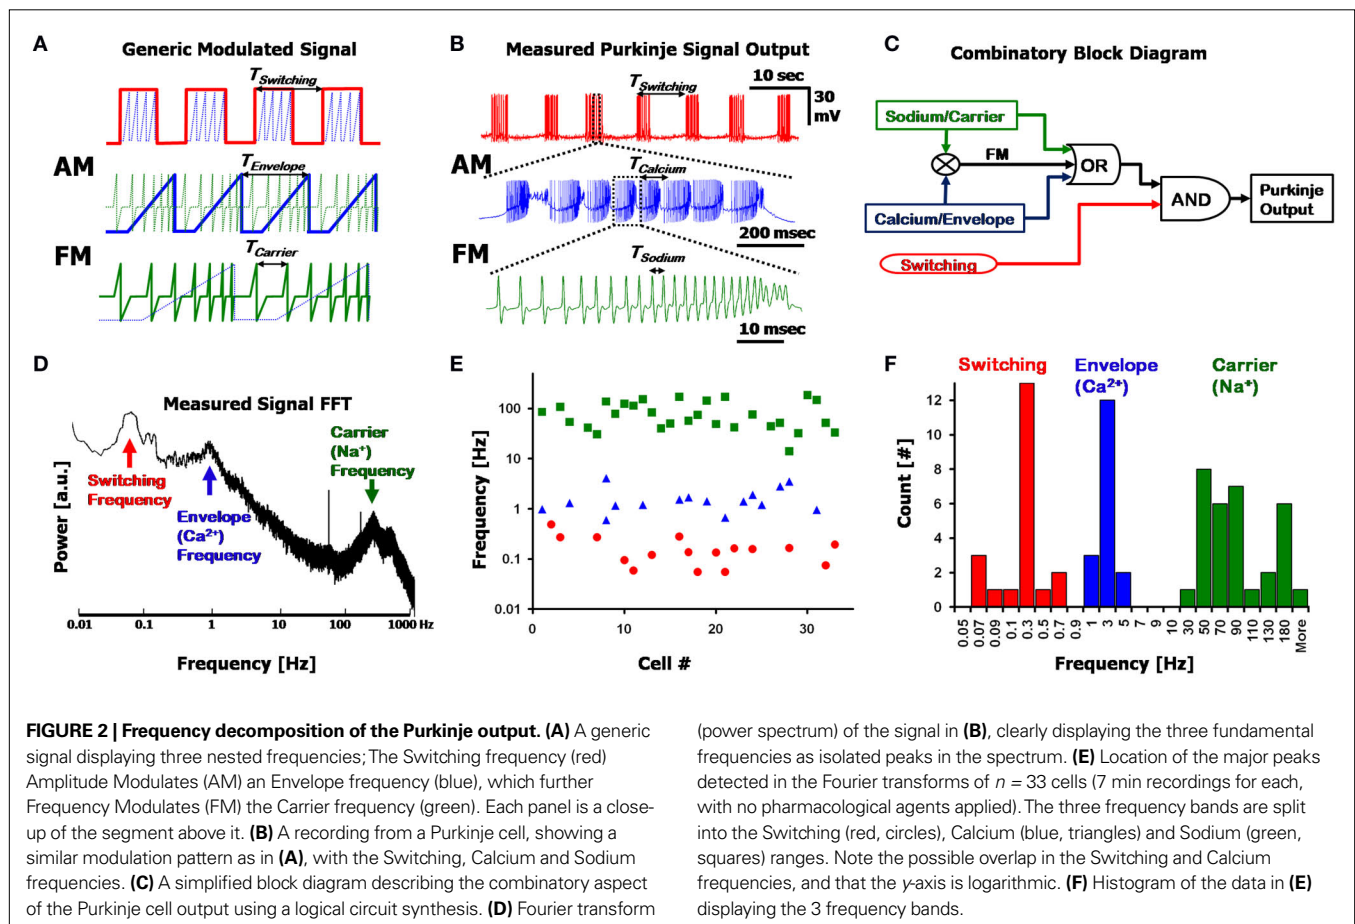 A
Generic Modulated Signal
T Switching
AM
T Envelope
FM
T Carrier
B
Measured Purkinje Signal Output
10 sec
T Switching
30
mV
AM
T Calcium
200 msec
FM
T Sodium
10 msec
C
Combinatory Block Diagram
Sodium/Carrier
FM
OR
Calcium/Envelope
AND
Purkinje
Output
Switching
D
Measured Signal FFT
Carrier
(Na⁺)
Frequency
Switching
Frequency
Envelope
(Ca²⁺)
Frequency
Power [a.u.]
0.01 0.1 1 10 100 1000 Hz
Frequency [Hz]
E
Frequency [Hz]
100
10
1
0.1
0.01
0 10 20 30
Cell #
F
Switching
Envelope
(Ca²⁺)
Carrier
(Na⁺)
Count [#]
12
10
8
6
4
2
0
0.05 0.07 0.09 0.1 0.3 0.5 0.7 0.9 1 3 5 7 9 10 30 50 70 90 110 130 180 More
Frequency [Hz]
FIGURE 2 | Frequency decomposition of the Purkinje output. (A) A generic
signal displaying three nested frequencies; The Switching frequency (red)
Amplitude Modulates (AM) an Envelope frequency (blue), which further
Frequency Modulates (FM) the Carrier frequency (green). Each panel is a close-
up of the segment above it. (B) A recording from a Purkinje cell, showing a
similar modulation pattern as in (A), with the Switching, Calcium and Sodium
frequencies. (C) A simplified block diagram describing the combinatory aspect
of the Purkinje cell output using a logical circuit synthesis. (D) Fourier transform
(power spectrum) of the signal in (B), clearly displaying the three fundamental
frequencies as isolated peaks in the spectrum. (E) Location of the major peaks
detected in the Fourier transforms of n = 33 cells (7 min recordings for each,
with no pharmacological agents applied). The three frequency bands are split
into the Switching (red, circles), Calcium (blue, triangles) and Sodium (green,
squares) ranges. Note the possible overlap in the Switching and Calcium
frequencies, and that the y-axis is logarithmic. (F) Histogram of the data in (E)
displaying the 3 frequency bands.